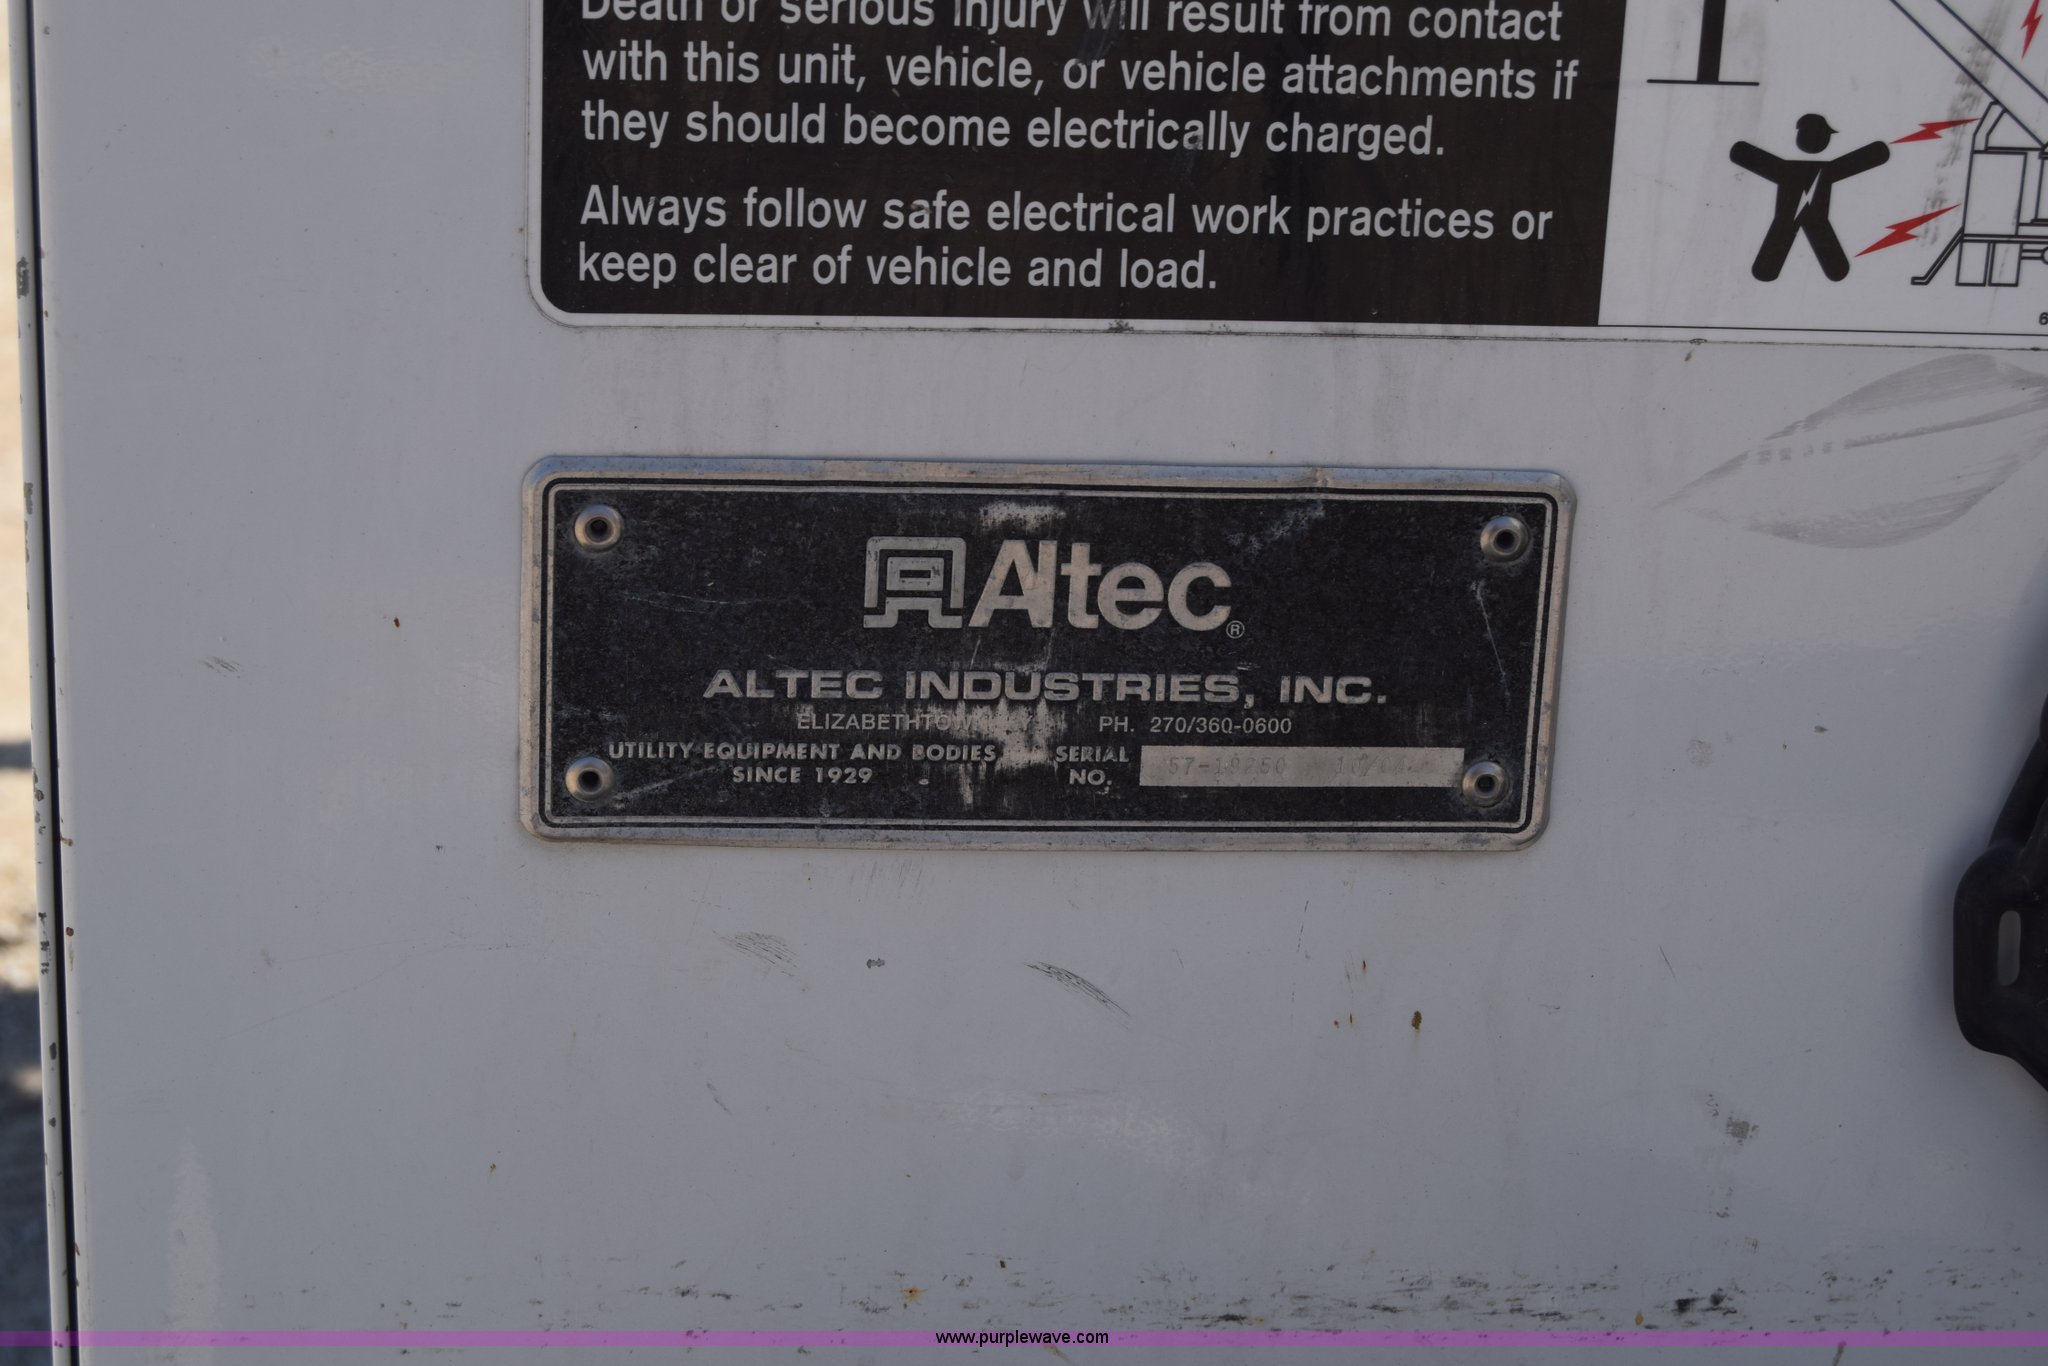 Death or serious injury will result from contact
with this unit, vehicle, or vehicle attachments if
they should become electrically charged.
Always follow safe electrical work practices or
keep clear of vehicle and load.
Altec®
ALTEC INDUSTRIES, INC.
PH. 270/360-0600
UTILITY EQUIPMENT AND BODIES
SINCE 1929
SERIAL
NO.
www.purplewave.com